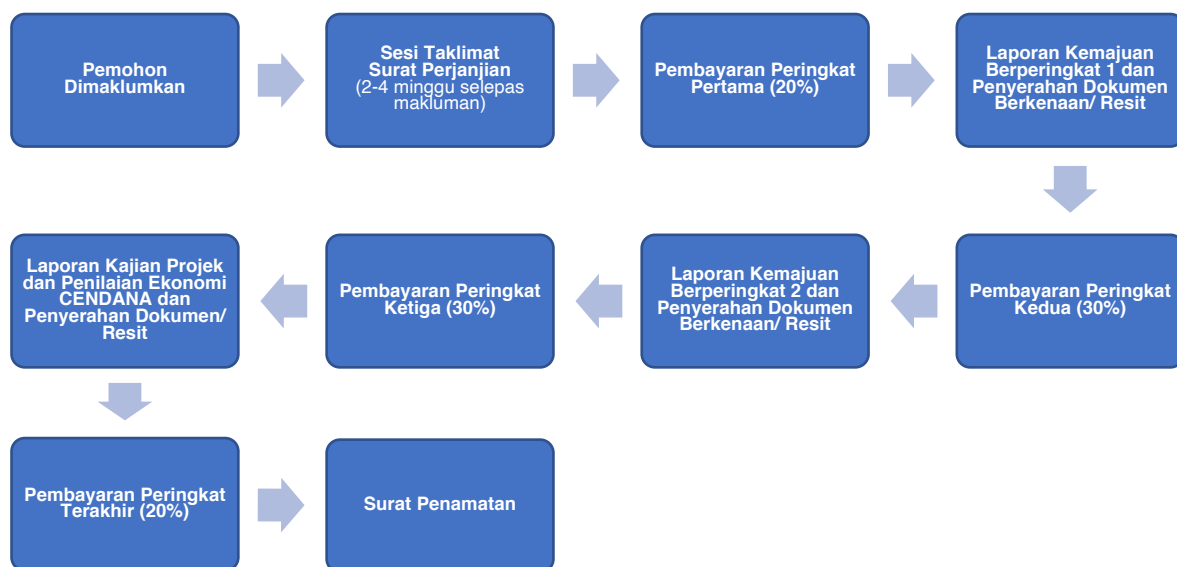 Pemohon
Dimaklumkan
Sesi Taklimat
Surat Perjanjian
(2-4 minggu selepas
makluman)
Pembayaran Peringkat
Pertama (20%)
Laporan Kemajuan
Berperingkat 1 dan
Penyerahan Dokumen
Berkenaan/ Resit
Pembayaran Peringkat
Kedua (30%)
Laporan Kemajuan
Berperingkat 2 dan
Penyerahan Dokumen
Berkenaan/ Resit
Pembayaran Peringkat
Ketiga (30%)
Laporan Kajian Projek
dan Penilaian Ekonomi
CENDANA dan
Penyerahan Dokumen/
Resit
Pembayaran Peringkat
Terakhir (20%)
Surat Penamatan